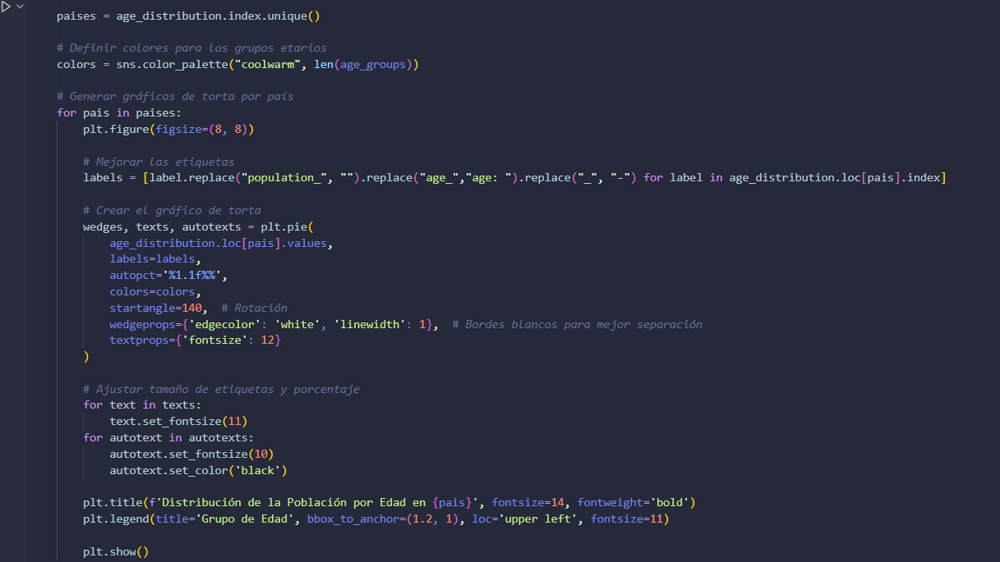 paises = age_distribution.index.unique()
# Definir colores para los grupos etarios
colors = sns.color_palette("coolwarm", len(age_groups))
# Generar gráficos de torta por país
for pais in paises:
plt.figure(figsize=(8, 8))
# Mejorar las etiquetas
labels = [label.replace("population_", "").replace("age_","age: ").replace("_", "-") for label in age_distribution.loc[pais].index]
# Crear el gráfico de torta
wedges, texts, autotexts = plt.pie(
age_distribution.loc[pais].values,
labels=labels,
autopct='%1.1f%%',
colors=colors,
startangle=140,  # Rotación
wedgeprops={'edgecolor': 'white', 'linewidth': 1},  # Bordes blancos para mejor separación
textprops={'fontsize': 12}
)
# Ajustar tamaño de etiquetas y porcentaje
for text in texts:
text.set_fontsize(11)
for autotext in autotexts:
autotext.set_fontsize(10)
autotext.set_color('black')
plt.title(f'Distribución de la Población por Edad en {pais}', fontsize=14, fontweight='bold')
plt.legend(title='Grupo de Edad', bbox_to_anchor=(1.2, 1), loc='upper left', fontsize=11)
plt.show()